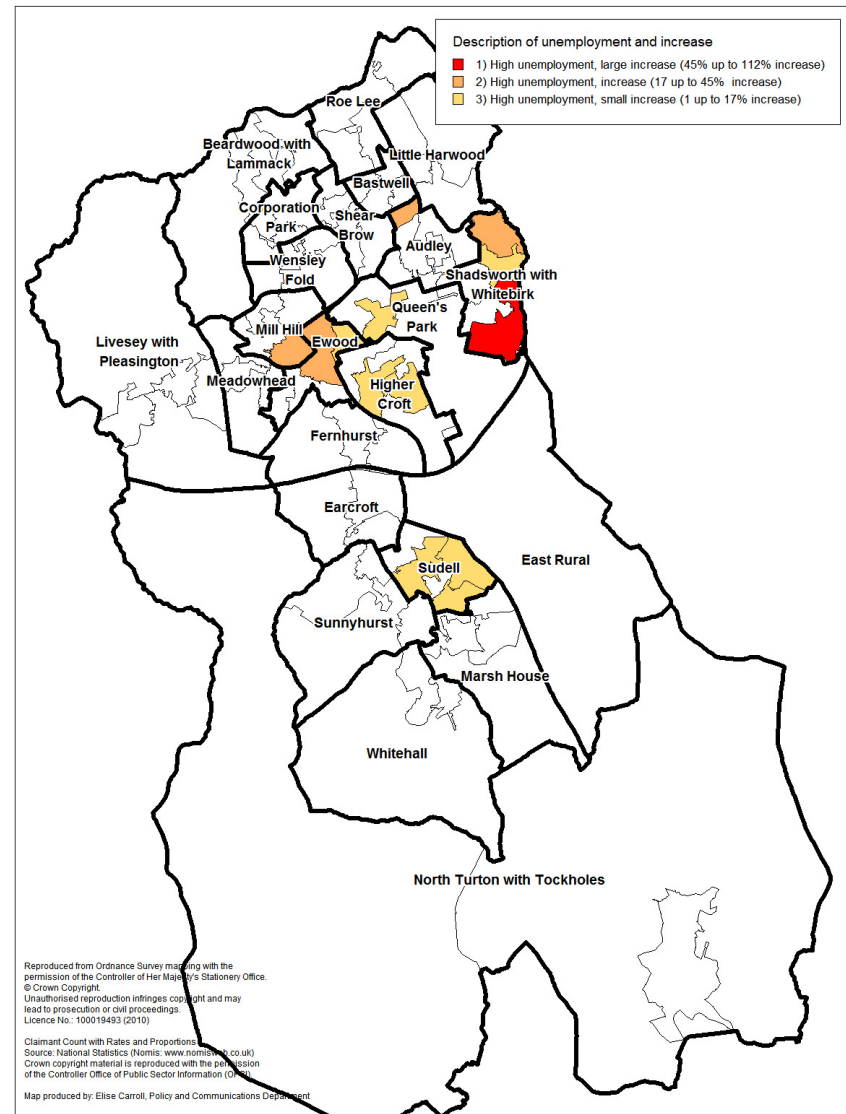 Description of unemployment and increase
1) High unemployment, large increase (45% up to 112% increase)
2) High unemployment, increase (17 up to 45% increase)
3) High unemployment, small increase (1 up to 17% increase)
Roe Lee
Beardwood with
Lammack
Little Harwood
Bastwell
Corporation
Park
Shear
Brow
Audley
Wensley
Fold
Shadsworth with
Whitebirk
Queen's
Park
Mill Hill
Ewood
Livesey with
Pleasington
Meadowhead
Higher
Croft
Fernhurst
Earcroft
East Rural
Sudell
Sunnyhurst
Marsh House
Whitehall
North Turton with Tockholes
Reproduced from Ordnance Survey mapping with the
permission of the Controller of Her Majesty's Stationery Office.
© Crown Copyright.
Unauthorised reproduction infringes copyright and may
lead to prosecution or civil proceedings.
Licence No.: 100019493 (2010)
Claimant Count with Rates and Proportions
Source: National Statistics (Nomis: www.nomisweb.co.uk)
Crown copyright material is reproduced with the permission
of the Controller Office of Public Sector Information (OPSI).
Map produced by: Elise Carroll, Policy and Communications Department